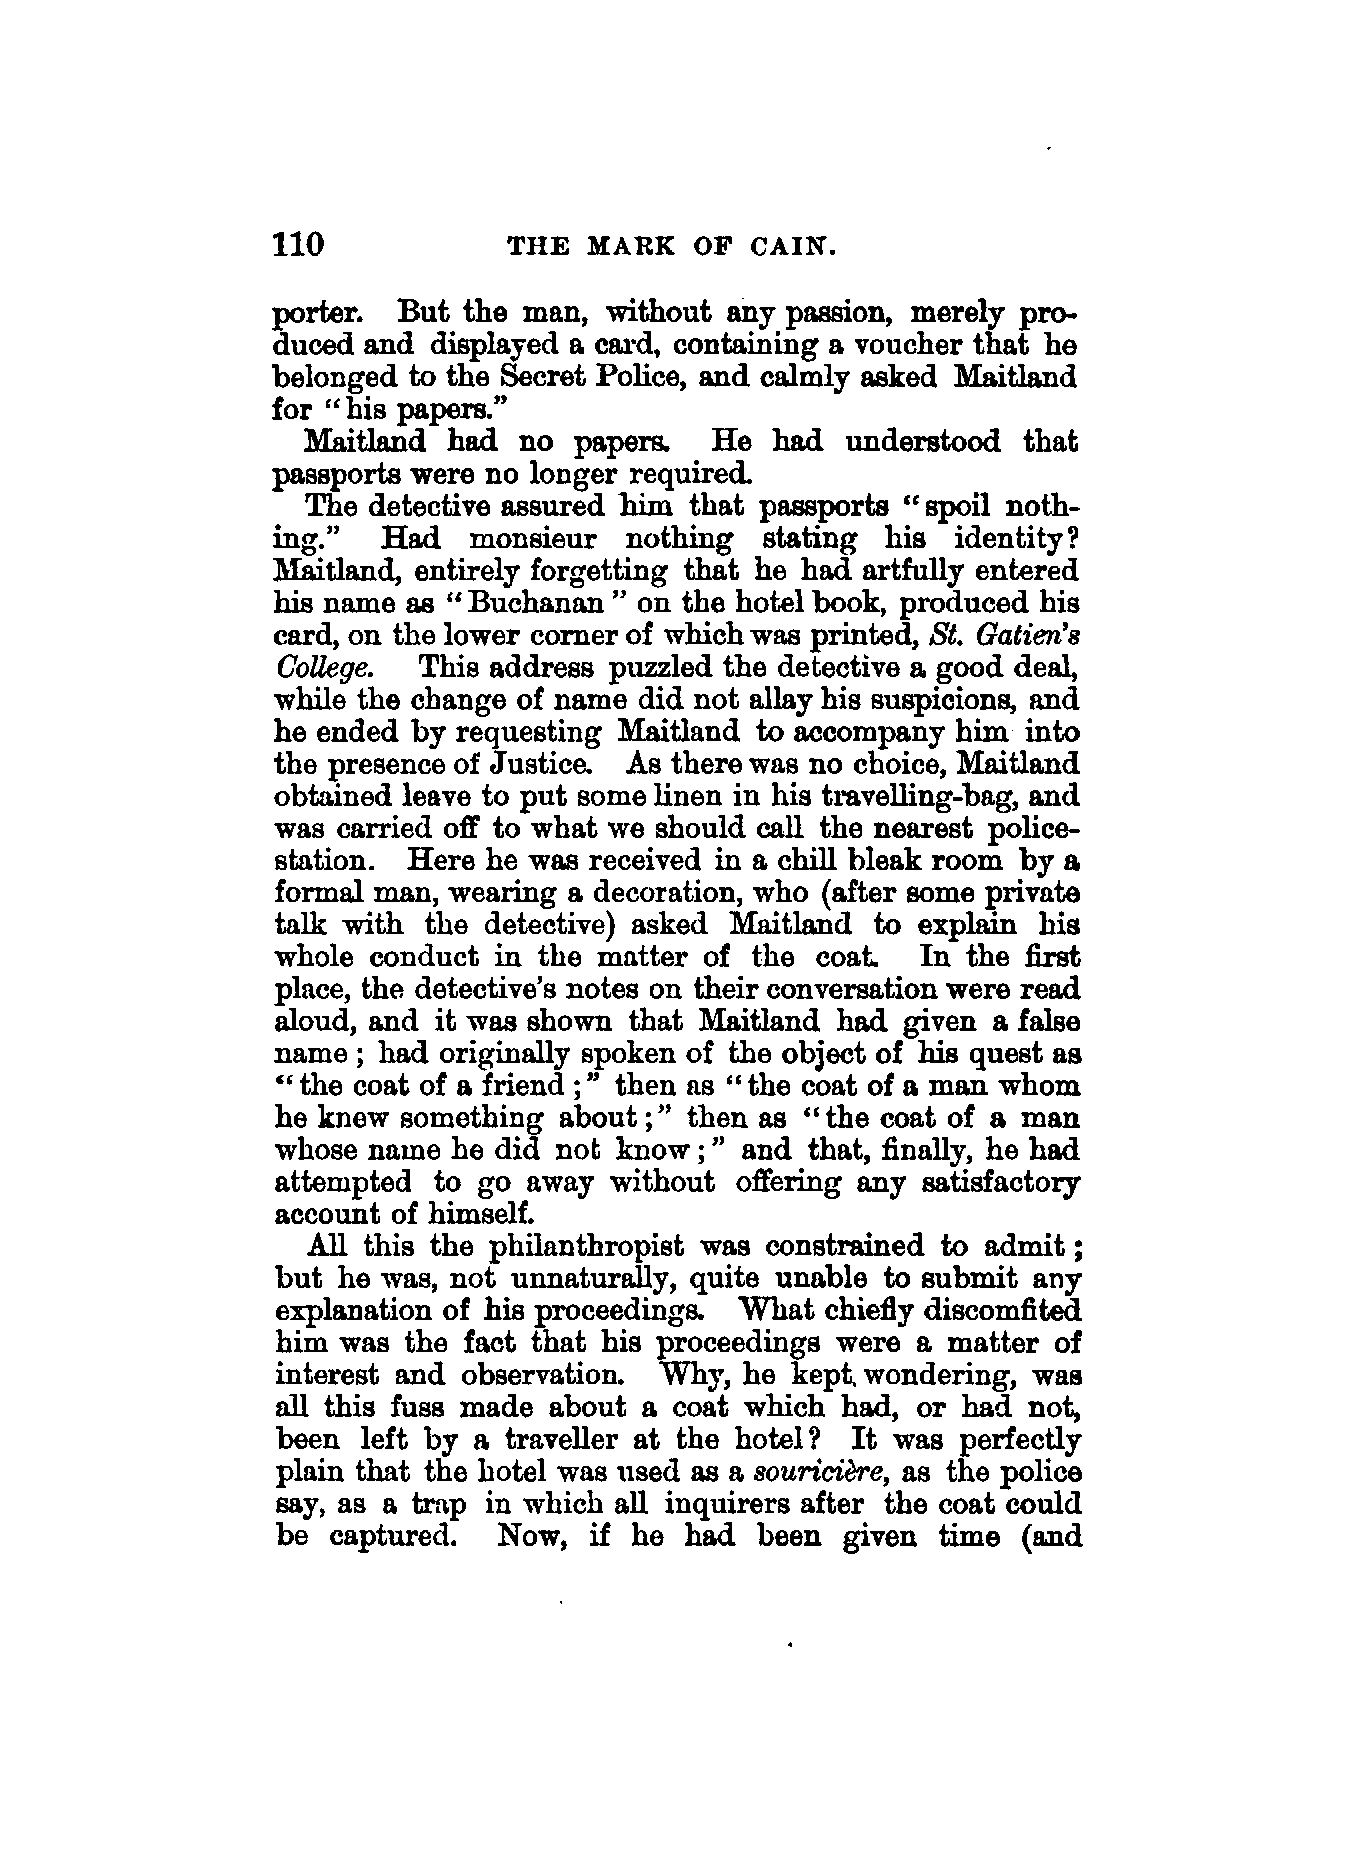 110 THE MARK OF CAIN.
porter. But the man, without any passion, merely pro-
duced and displayed a card, containing a voucher that he
belonged to the Secret Police, and calmly asked Maitland
for “his papers.”
Maitland had no papers. He had understood that
passports were no longer required.
The detective assured him that passports “spoil noth-
ing.” Had monsieur nothing stating his identity?
Maitland, entirely forgetting that he had artfully entered
his name as “Buchanan” on the hotel book, produced his
card, on the lower corner of which was printed, St. Gatien’s
College. This address puzzled the detective a good deal,
while the change of name did not allay his suspicions, and
he ended by requesting Maitland to accompany him into
the presence of Justice. As there was no choice, Maitland
obtained leave to put some linen in his travelling-bag, and
was carried off to what we should call the nearest police-
station. Here he was received in a chill bleak room by a
formal man, wearing a decoration, who (after some private
talk with the detective) asked Maitland to explain his
whole conduct in the matter of the coat. In the first
place, the detective’s notes on their conversation were read
aloud, and it was shown that Maitland had given a false
name; had originally spoken of the object of his quest as
“the coat of a friend;” then as “the coat of a man whom
he knew something about;” then as “the coat of a man
whose name he did not know;” and that, finally, he had
attempted to go away without offering any satisfactory
account of himself.
All this the philanthropist was constrained to admit;
but he was, not unnaturally, quite unable to submit any
explanation of his proceedings. What chiefly discomfited
him was the fact that his proceedings were a matter of
interest and observation. Why, he kept wondering, was
all this fuss made about a coat which had, or had not,
been left by a traveller at the hotel? It was perfectly
plain that the hotel was used as a souricière, as the police
say, as a trap in which all inquirers after the coat could
be captured. Now, if he had been given time (and